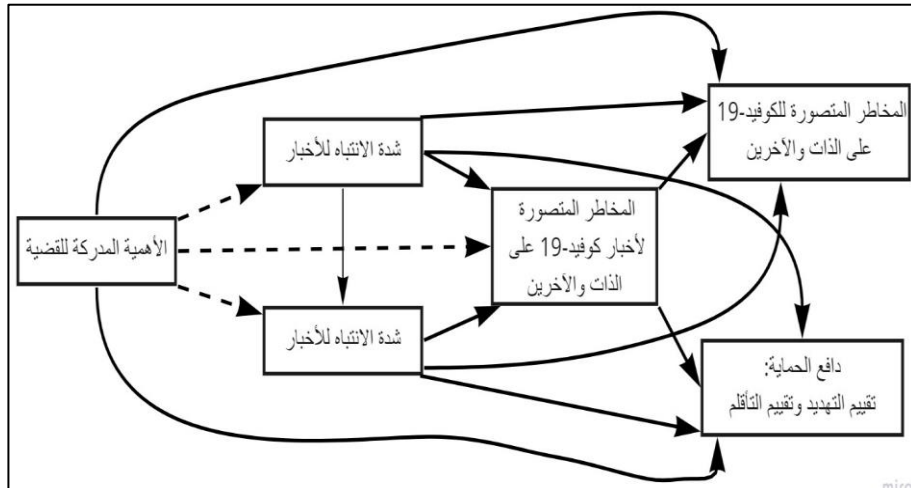 المخاطر المتصورة للكوفيد-19
على الذات والآخرين
شدة الانتباه للأخبار
المخاطر المتصورة
لأخبار كوفيد-19 على
الذات والآخرين
الأهمية المدركة للقضية
شدة الانتباه للأخبار
دافع الحماية:
تقييم التهديد وتقييم التأقلم